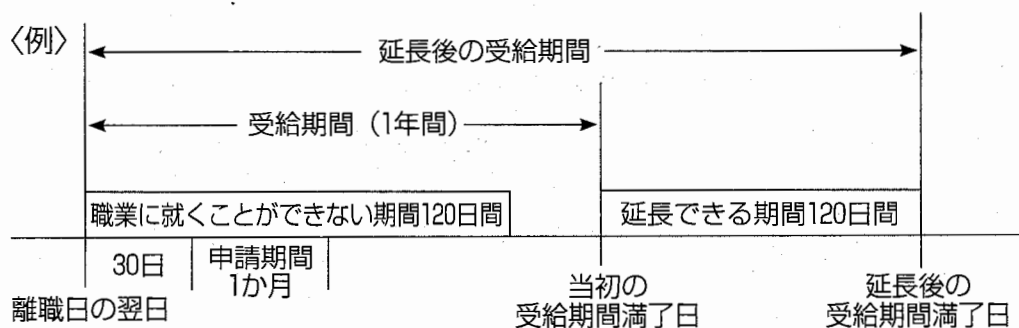 〈例〉
延長後の受給期間
受給期間（1年間）
職業に就くことができない期間120日間
延長できる期間120日間
30日
申請期間
1か月
離職日の翌日
当初の
受給期間満了日
延長後の
受給期間満了日